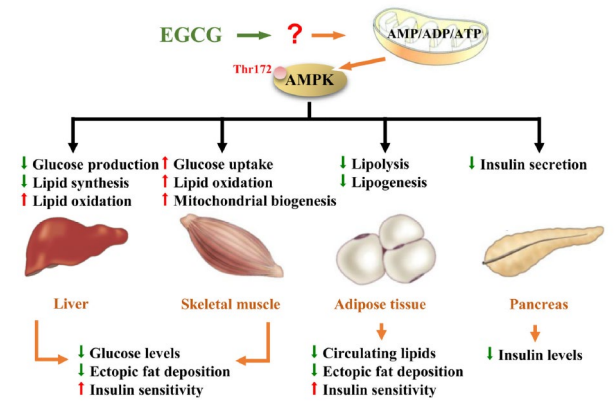 EGCG → ? → AMP/ADP/ATP
Thr172
AMPK
↓ Glucose production
↓ Lipid synthesis
↑ Lipid oxidation
↑ Glucose uptake
↑ Lipid oxidation
↑ Mitochondrial biogenesis
↓ Lipolysis
↓ Lipogenesis
↓ Insulin secretion
Liver
Skeletal muscle
Adipose tissue
Pancreas
↓ Glucose levels
↓ Ectopic fat deposition
↑ Insulin sensitivity
↓ Circulating lipids
↓ Ectopic fat deposition
↑ Insulin sensitivity
↓ Insulin levels